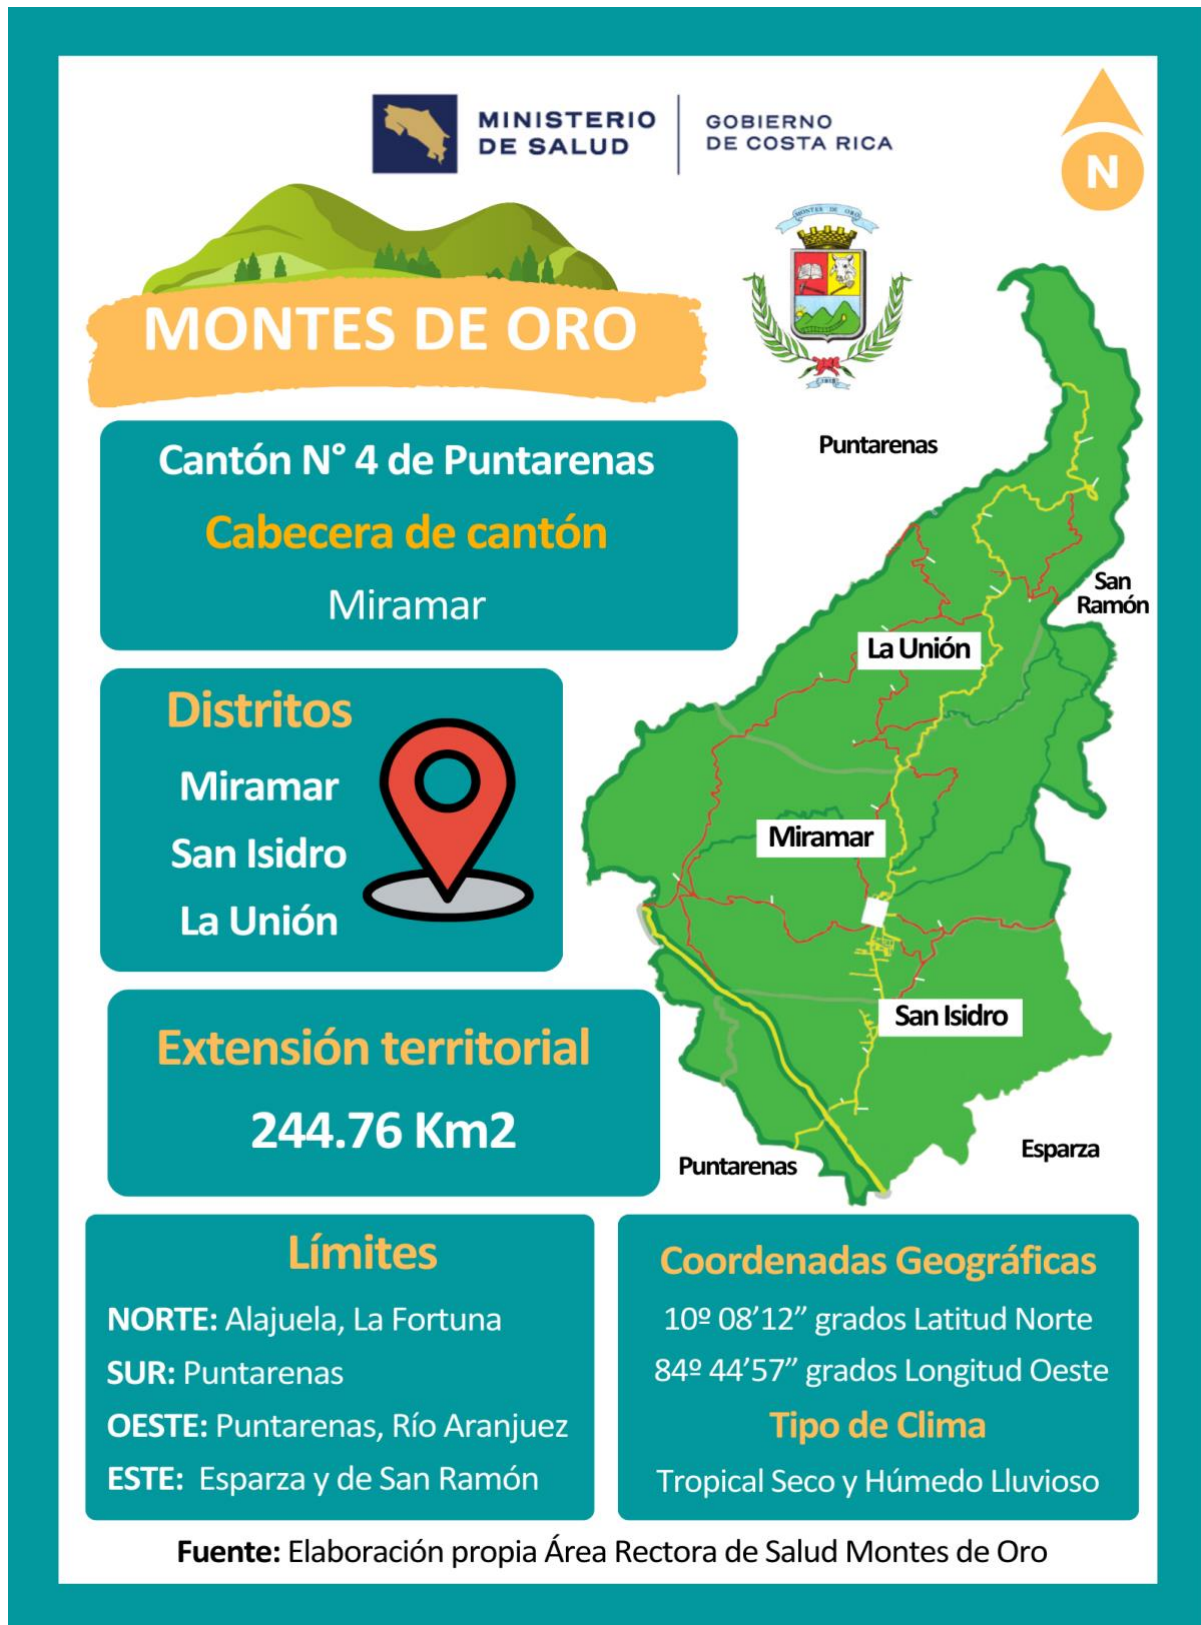 MINISTERIO
DE SALUD
GOBIERNO
DE COSTA RICA
N
MONTES DE ORO
MONTES DE ORO
Cantón N° 4 de Puntarenas
Cabecera de cantón
Miramar
Distritos
Miramar
San Isidro
La Unión
Extensión territorial
244.76 Km2
Puntarenas
San
Ramón
La Unión
Miramar
San Isidro
Esparza
Puntarenas
Límites
NORTE: Alajuela, La Fortuna
SUR: Puntarenas
OESTE: Puntarenas, Río Aranjuez
ESTE: Esparza y de San Ramón
Coordenadas Geográficas
10º 08’12” grados Latitud Norte
84º 44’57” grados Longitud Oeste
Tipo de Clima
Tropical Seco y Húmedo Lluvioso
Fuente: Elaboración propia Área Rectora de Salud Montes de Oro